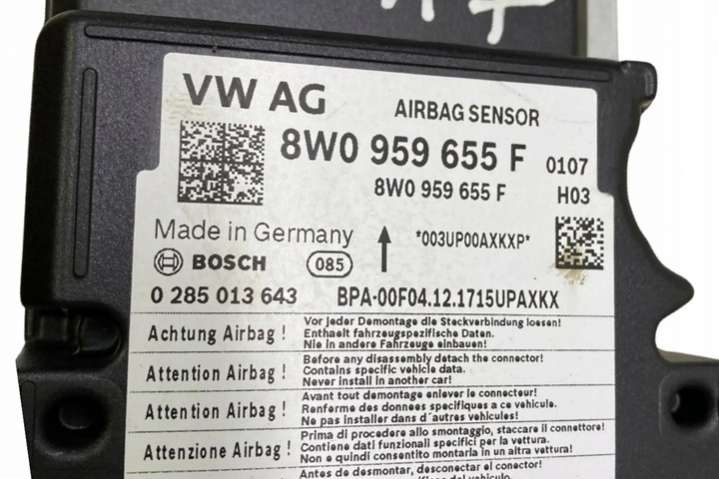 VW AG AIRBAG SENSOR
8W0 959 655 F 0107
8W0 959 655 F H03
Made in Germany *003UP00AXKXP*
BOSCH 085
0 285 013 643 BPA-00F04.12.1715UPAXKX
Achtung Airbag !
Vor jeder Demontage die Steckverbindung loesen!
Enthaelt fahrzeugspezifische Daten.
Nie in andere Fahrzeuge einbauen!
Attention Airbag !
Before any disassembly detach the connector!
Contains specific vehicle data.
Never install in another car!
Attention Airbag !
Avant tout demontage enlever le connecteur!
Renferme des donnees specifiques a ce vehicule.
Ne pas installer dans d'autres vehicules!
Attenzione Airbag !
Prima di procedere allo smontaggio, staccare il connettore!
Contiene dati funzionali specifici per la vettura.
Non e quindi consentito montarla in un altra vettura!
Antes de desmontar, desconectar el conector!